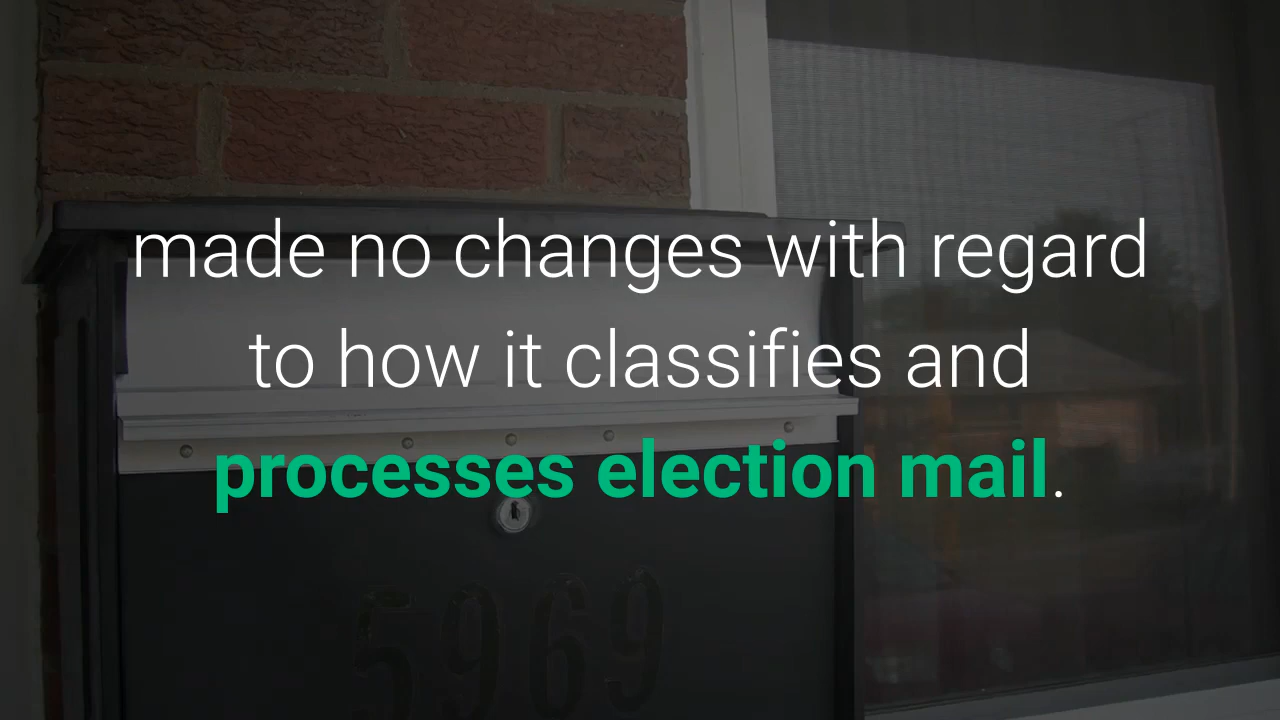 made no changes with regard
to how it classifies and
processes election mail.
5969